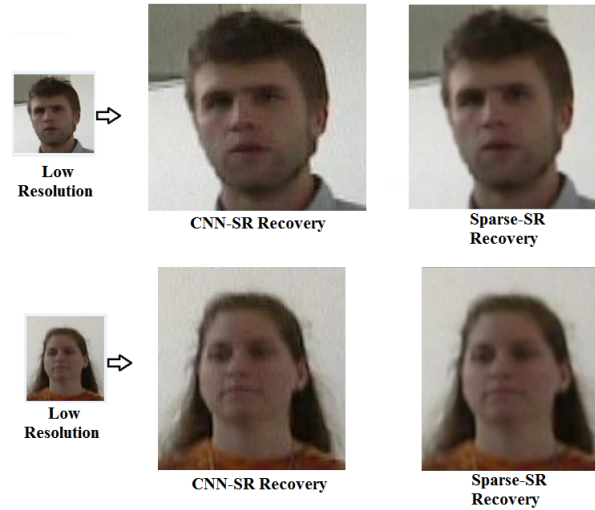 Low
Resolution
CNN-SR Recovery
Sparse-SR
Recovery
Low
Resolution
CNN-SR Recovery
Sparse-SR
Recovery